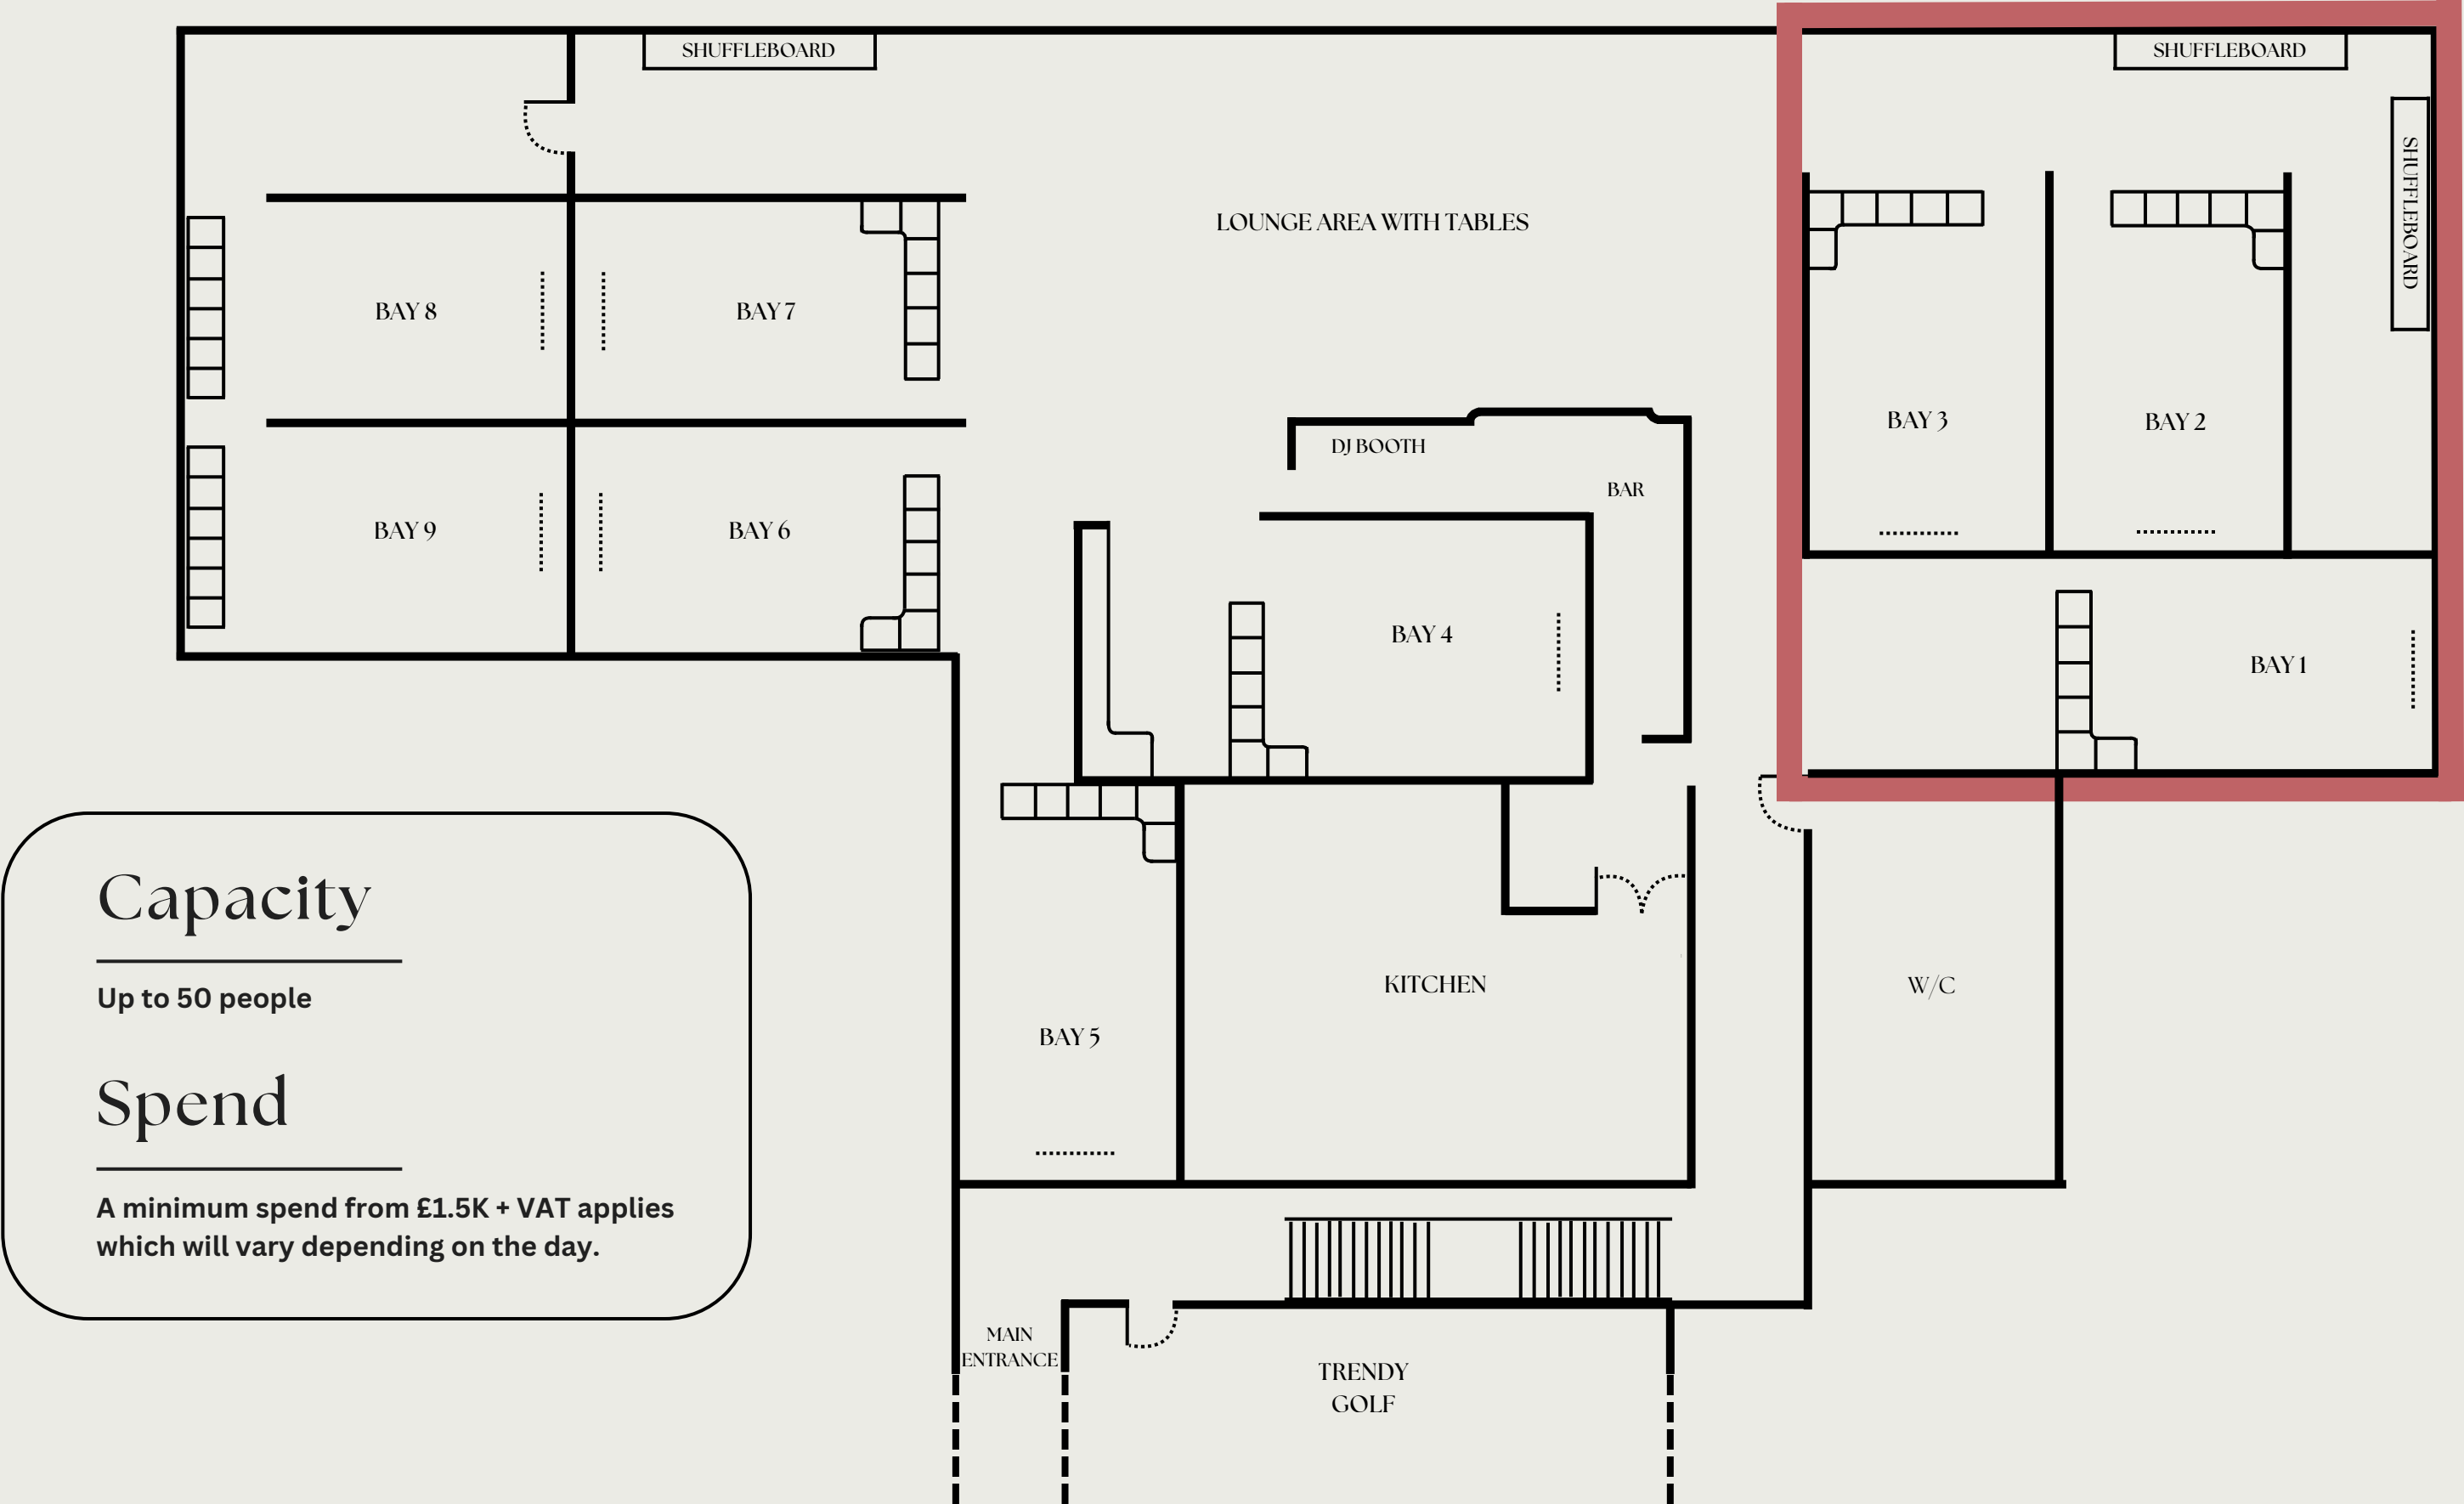 SHUFFLEBOARD
SHUFFLEBOARD
SHUFFLEBOARD
LOUNGE AREA WITH TABLES
BAY 8
BAY 7
BAY 3
BAY 2
DJ BOOTH
BAR
BAY 9
BAY 6
BAY 4
BAY 1
Capacity
Up to 50 people
Spend
A minimum spend from £1.5K + VAT applies
which will vary depending on the day.
KITCHEN
W/C
BAY 5
MAIN
ENTRANCE
TRENDY
GOLF